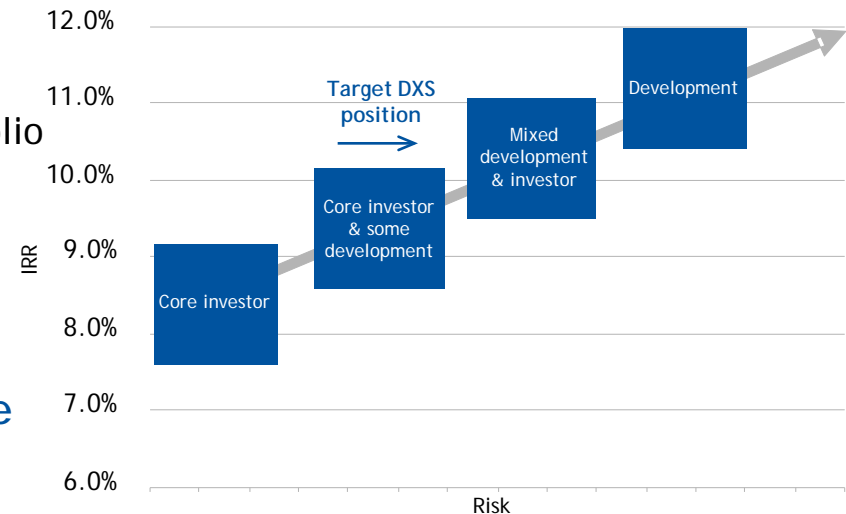 12.0%
11.0%
lio
10.0%
9.0%
8.0%
7.0%
e
6.0%
IRR
Target DXS
position
Core investor
Core investor
& some
development
Mixed
development
& investor
Development
Risk